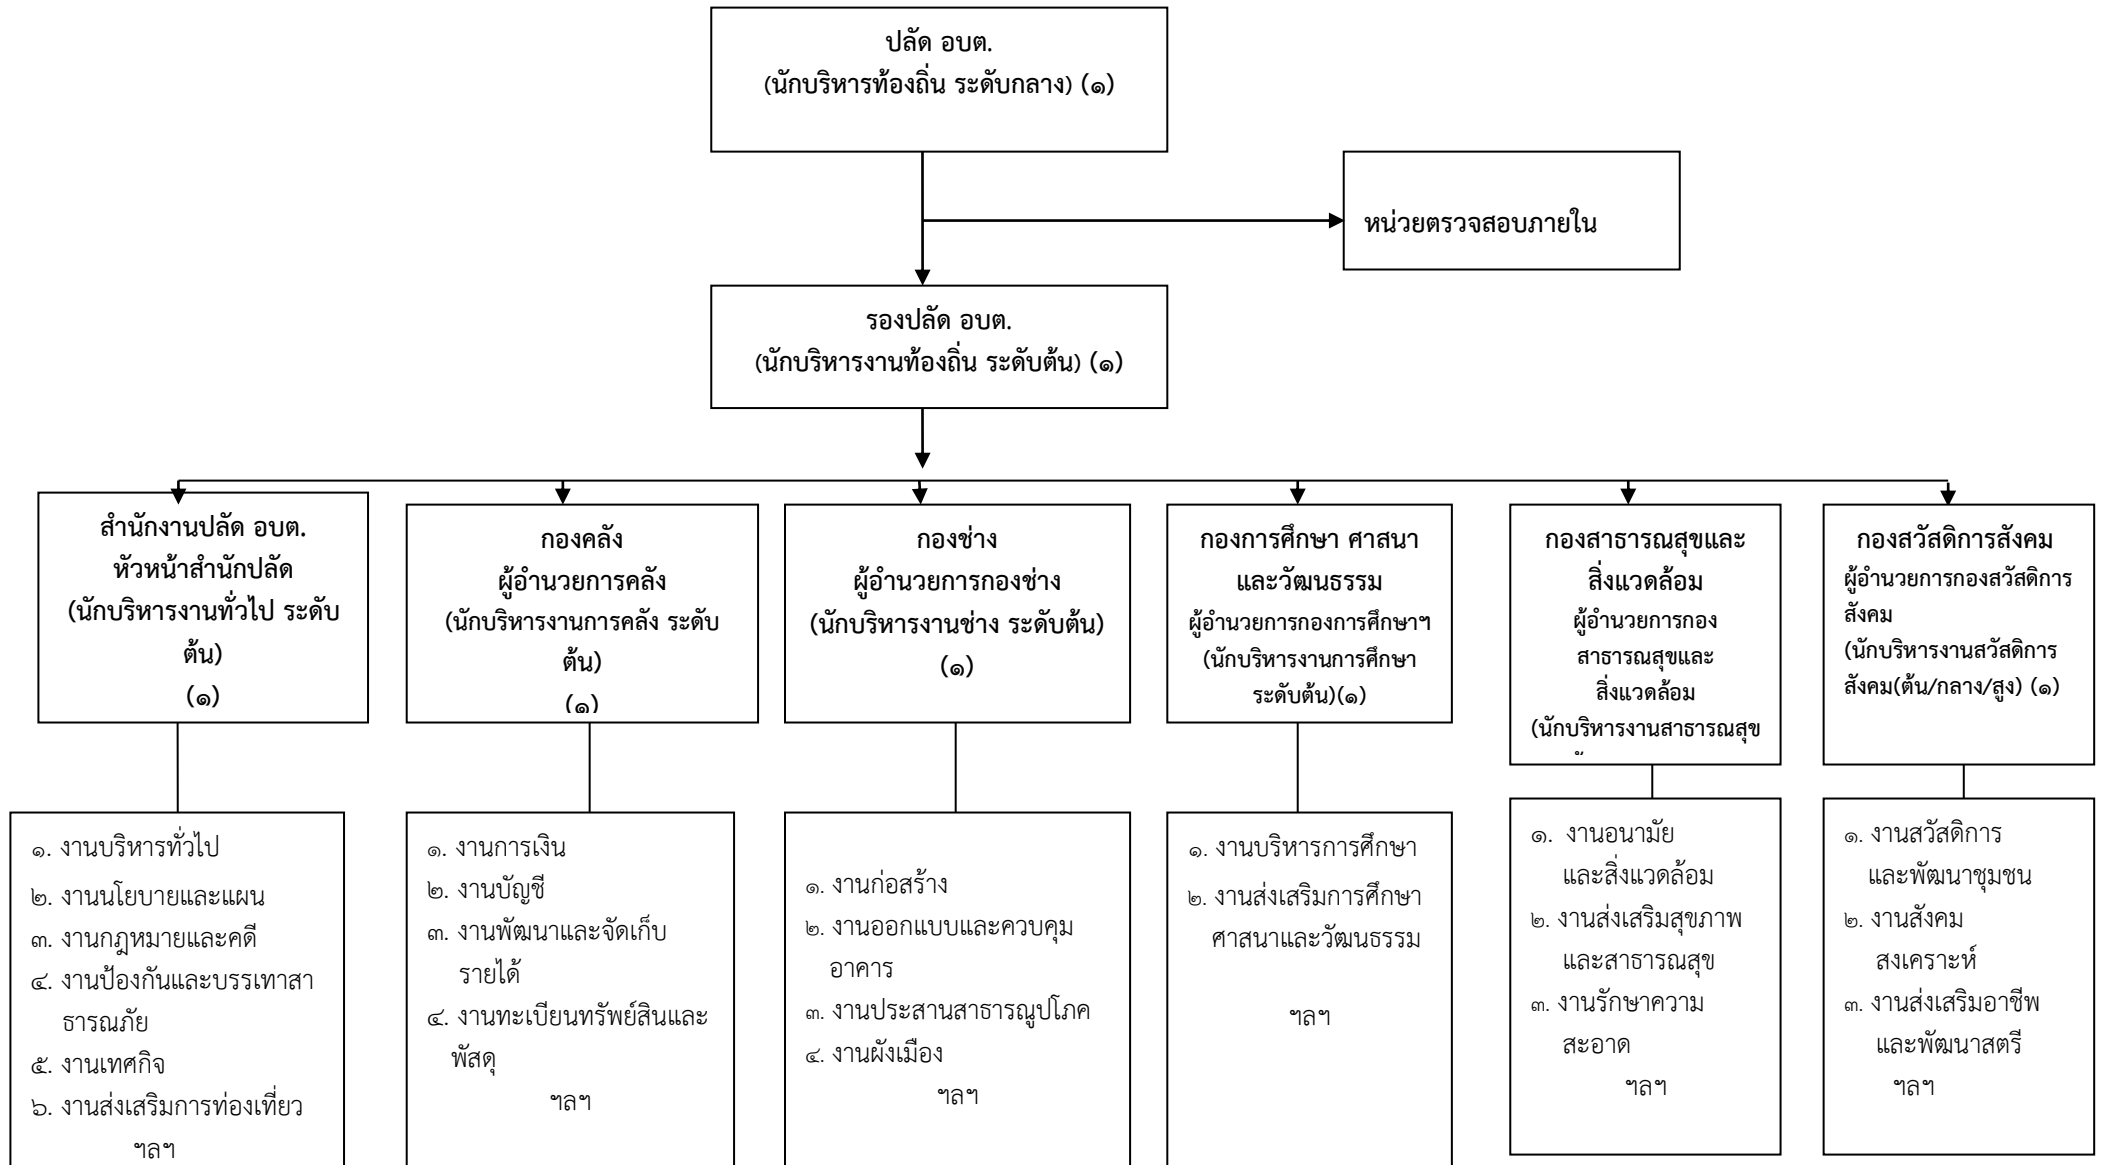 ปลัด อบต.
(นักบริหารท้องถิ่น ระดับกลาง) (๑)
หน่วยตรวจสอบภายใน
รองปลัด อบต.
(นักบริหารงานท้องถิ่น ระดับต้น) (๑)
สำนักงานปลัด อบต.
หัวหน้าสำนักปลัด
(นักบริหารงานทั่วไป ระดับ
ต้น)
(๑)
กองคลัง
ผู้อำนวยการคลัง
(นักบริหารงานการคลัง ระดับ
ต้น)
(๑)
กองช่าง
ผู้อำนวยการกองช่าง
(นักบริหารงานช่าง ระดับต้น)
(๑)
กองการศึกษา ศาสนา
และวัฒนธรรม
ผู้อำนวยการกองการศึกษาฯ
(นักบริหารงานการศึกษา
ระดับต้น)(๑)
กองสาธารณสุขและ
สิ่งแวดล้อม
ผู้อำนวยการกอง
สาธารณสุขและ
สิ่งแวดล้อม
(นักบริหารงานสาธารณสุข
กองสวัสดิการสังคม
ผู้อำนวยการกองสวัสดิการ
สังคม
(นักบริหารงานสวัสดิการ
สังคม(ต้น/กลาง/สูง) (๑)
๑. งานบริหารทั่วไป
๒. งานนโยบายและแผน
๓. งานกฎหมายและคดี
๔. งานป้องกันและบรรเทาสา
ธารณภัย
๕. งานเทศกิจ
๖. งานส่งเสริมการท่องเที่ยว
ฯลฯ
๑. งานการเงิน
๒. งานบัญชี
๓. งานพัฒนาและจัดเก็บ
รายได้
๔. งานทะเบียนทรัพย์สินและ
พัสดุ
ฯลฯ
๑. งานก่อสร้าง
๒. งานออกแบบและควบคุม
อาคาร
๓. งานประสานสาธารณูปโภค
๔. งานผังเมือง
ฯลฯ
๑. งานบริหารการศึกษา
๒. งานส่งเสริมการศึกษา
ศาสนาและวัฒนธรรม
ฯลฯ
๑. งานอนามัย
และสิ่งแวดล้อม
๒. งานส่งเสริมสุขภาพ
และสาธารณสุข
๓. งานรักษาความ
สะอาด
ฯลฯ
๑. งานสวัสดิการ
และพัฒนาชุมชน
๒. งานสังคม
สงเคราะห์
๓. งานส่งเสริมอาชีพ
และพัฒนาสตรี
ฯลฯ